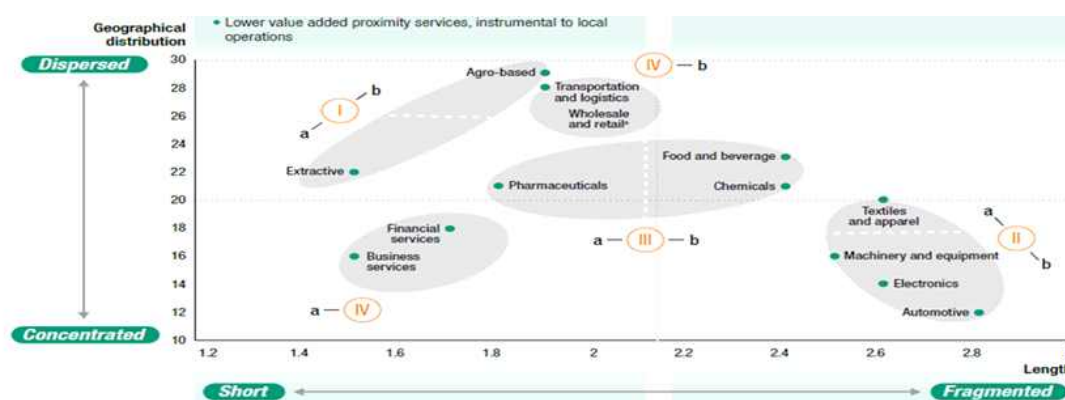 • Lower value added proximity services, instrumental to local
operations
Geographical
distribution
Dispersed
30
28
26
24
22
20
18
16
14
12
10
Concentrated
IV b
Agro-based
Transportation
and logistics
Wholesale
and retailᵃ
b
I
a
Extractive
Food and beverage
Pharmaceuticals
Chemicals
Textiles
and apparel
a
II
b
Financial
services
Business
services
a III b
Machinery and equipment
Electronics
Automotive
a IV
1.2 1.4 1.6 1.8 2 2.2 2.4 2.6 2.8
Length
Short
Fragmented